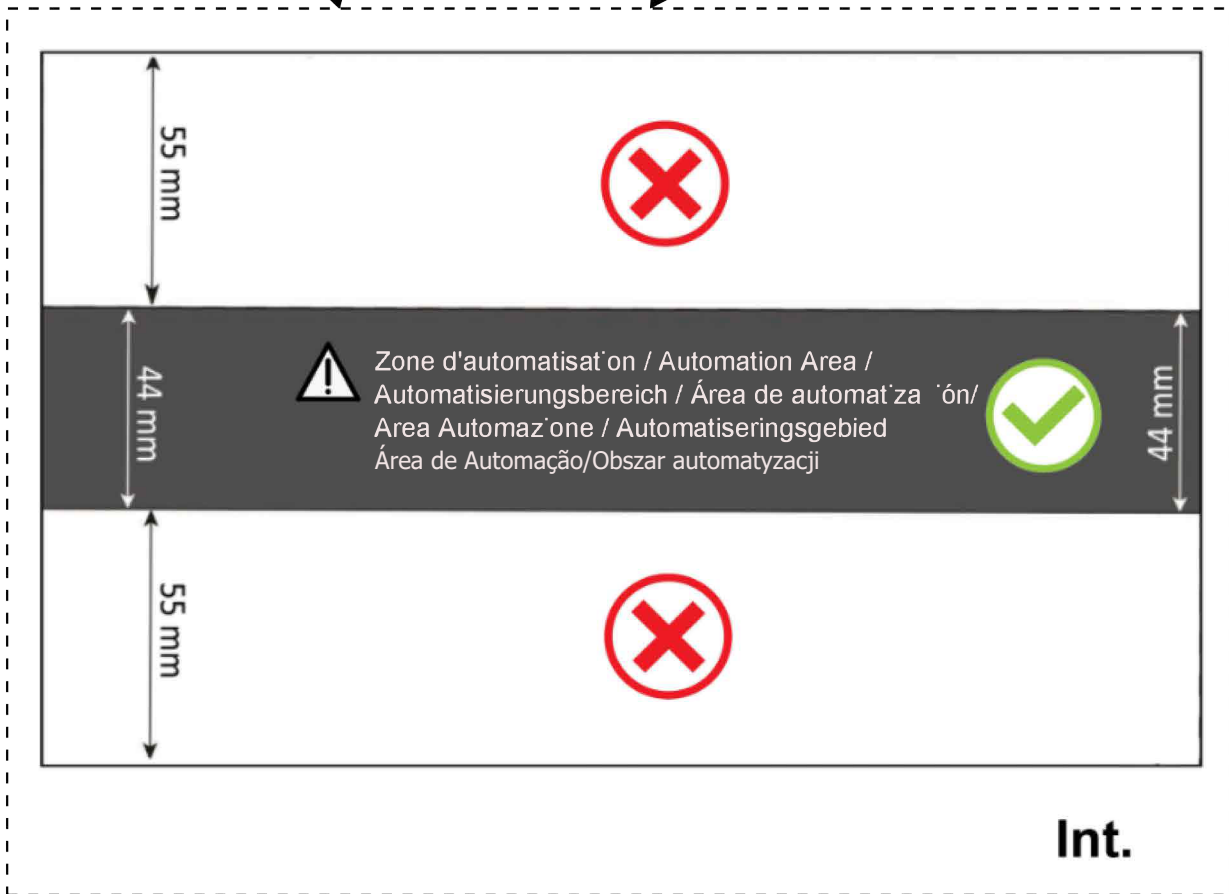 55 mm
44 mm
Zone d'automatisat˙on / Automation Area /
Automatisierungsbereich / Área de automat˙za ˙ón/
Area Automaz˙one / Automatiseringsgebied
Área de Automação/Obszar automatyzacji
44 mm
55 mm
Int.